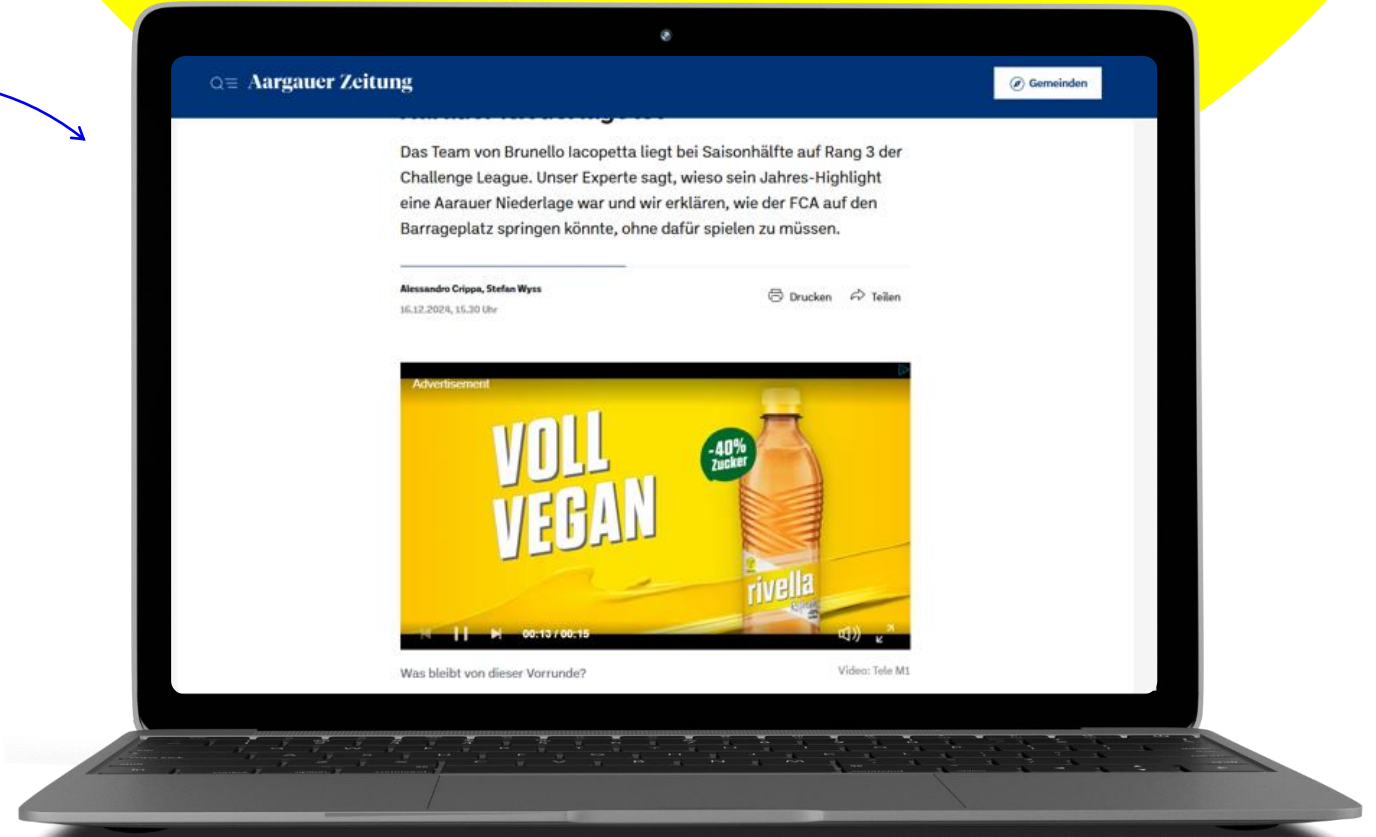 Aargauer Zeitung
Gemeinden
Das Team von Brunello Iacopetta liegt bei Saisonhälfte auf Rang 3 der
Challenge League. Unser Experte sagt, wieso sein Jahres-Highlight
eine Aarauer Niederlage war und wir erklären, wie der FCA auf den
Barrageplatz springen könnte, ohne dafür spielen zu müssen.
Alessandro Crippa, Stefan Wyss
16.12.2024, 15.30 Uhr
Drucken
Teilen
Advertisement
VOLL
VEGAN
-40%
Zucker
rivella
00:13 / 00:15
Was bleibt von dieser Vorrunde?
Video: Tele M1